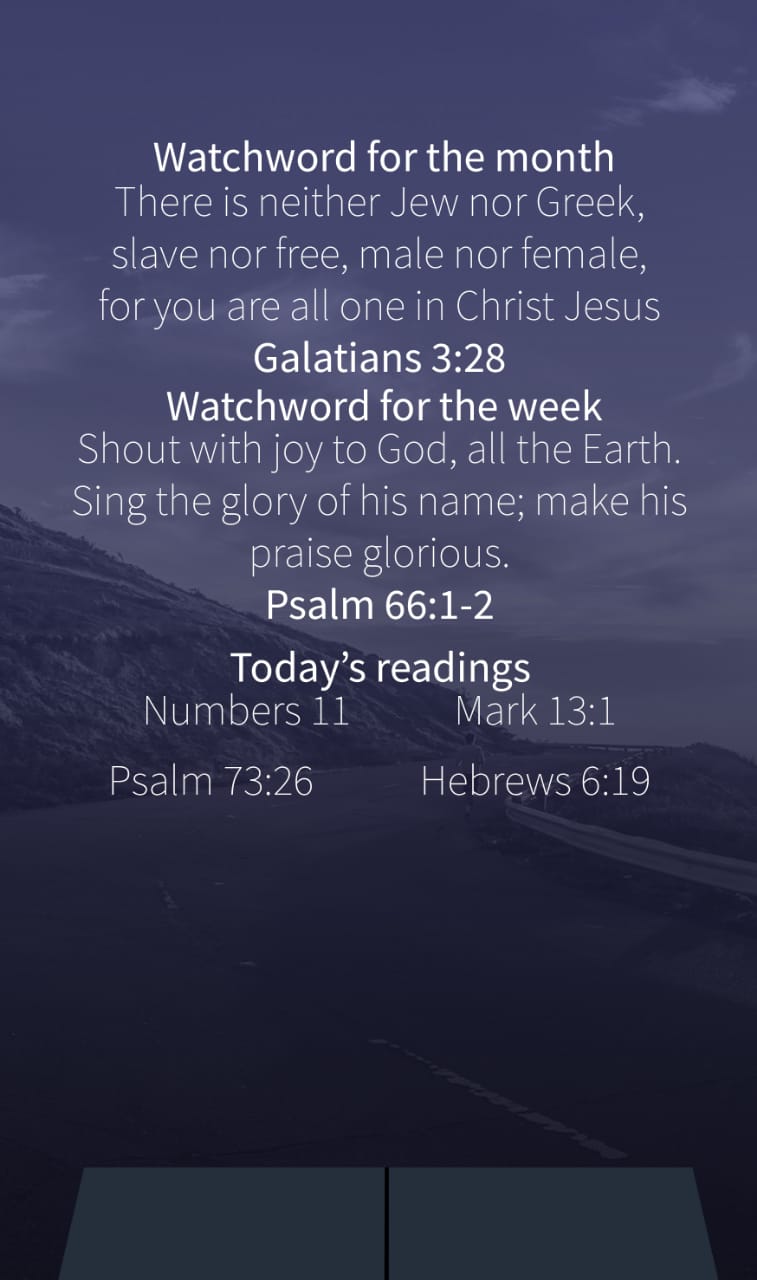 Watchword for the month
There is neither Jew nor Greek,
slave nor free, male nor female,
for you are all one in Christ Jesus
Galatians 3:28
Watchword for the week
Shout with joy to God, all the Earth.
Sing the glory of his name; make his
praise glorious.
Psalm 66:1-2
Today’s readings
Numbers 11 Mark 13:1
Psalm 73:26 Hebrews 6:19